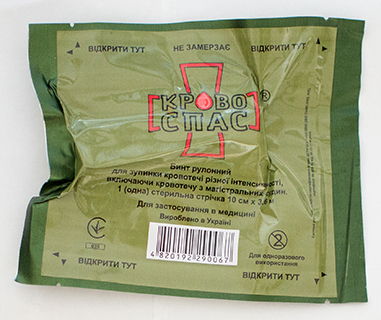 ВІДКРИТИ ТУТ
НЕ ЗАМЕРЗАЄ
ВІДКРИТИ ТУТ
КРОВО®
СПАС
Бинт рулонний
для зупинки кровотечі різної інтенсивності,
включаючи кровотечу з магістральних судин.
1 (одна) стерильна стрічка 10 см х 3,6 м
Для застосування в медицині
Вироблено в Україні
4820192290067
Для одноразового
використання
2
ВІДКРИТИ ТУТ
ВІДКРИТИ ТУТ